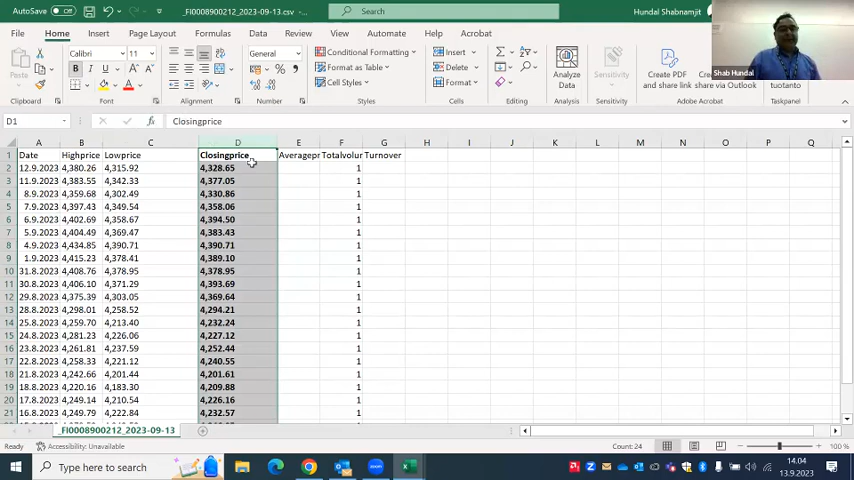 AutoSave Off _FI0008900212_2023-09-13.csv Search Hundal Shabnamjit
File Home Insert Page Layout Formulas Data Review View Automate Help Acrobat
Calibri 11 General Conditional Formatting Insert
Paste B I U Format as Table Delete Analyze Data Sensitivity Create PDF and share link
Cell Styles Format share via tuotanto
Shab Hundal
Clipboard Font Alignment Number Styles Cells Editing Analysis Sensitivity Adobe Acrobat Taskpanel
D1 Closingprice
A B C D E F G H I J K L M N O P Q
1 Date Highprice Lowprice Closingprice Averagepr Totalvolur Turnover
2 12.9.2023 4,380.26 4,315.92 4,328.65 1
3 11.9.2023 4,383.55 4,342.33 4,377.05 1
4 8.9.2023 4,359.68 4,302.49 4,330.86 1
5 7.9.2023 4,397.43 4,349.54 4,358.06 1
6 6.9.2023 4,402.69 4,358.67 4,394.50 1
7 5.9.2023 4,404.49 4,369.47 4,383.43 1
8 4.9.2023 4,434.85 4,390.71 4,390.71 1
9 1.9.2023 4,415.23 4,378.41 4,389.10 1
10 31.8.2023 4,408.76 4,378.95 4,378.95 1
11 30.8.2023 4,406.10 4,371.29 4,393.69 1
12 29.8.2023 4,375.39 4,303.05 4,369.64 1
13 28.8.2023 4,298.01 4,258.52 4,294.21 1
14 25.8.2023 4,259.70 4,213.40 4,232.24 1
15 24.8.2023 4,281.23 4,226.06 4,227.12 1
16 23.8.2023 4,261.81 4,237.59 4,252.44 1
17 22.8.2023 4,258.33 4,221.12 4,240.55 1
18 21.8.2023 4,242.66 4,201.44 4,201.61 1
19 18.8.2023 4,220.16 4,183.30 4,209.88 1
20 17.8.2023 4,249.14 4,210.54 4,226.16 1
21 16.8.2023 4,249.79 4,222.84 4,232.57 1
_FI0008900212_2023-09-13
Ready Accessibility: Unavailable Count: 24 100 %
Type here to search 14.04
13.9.2023